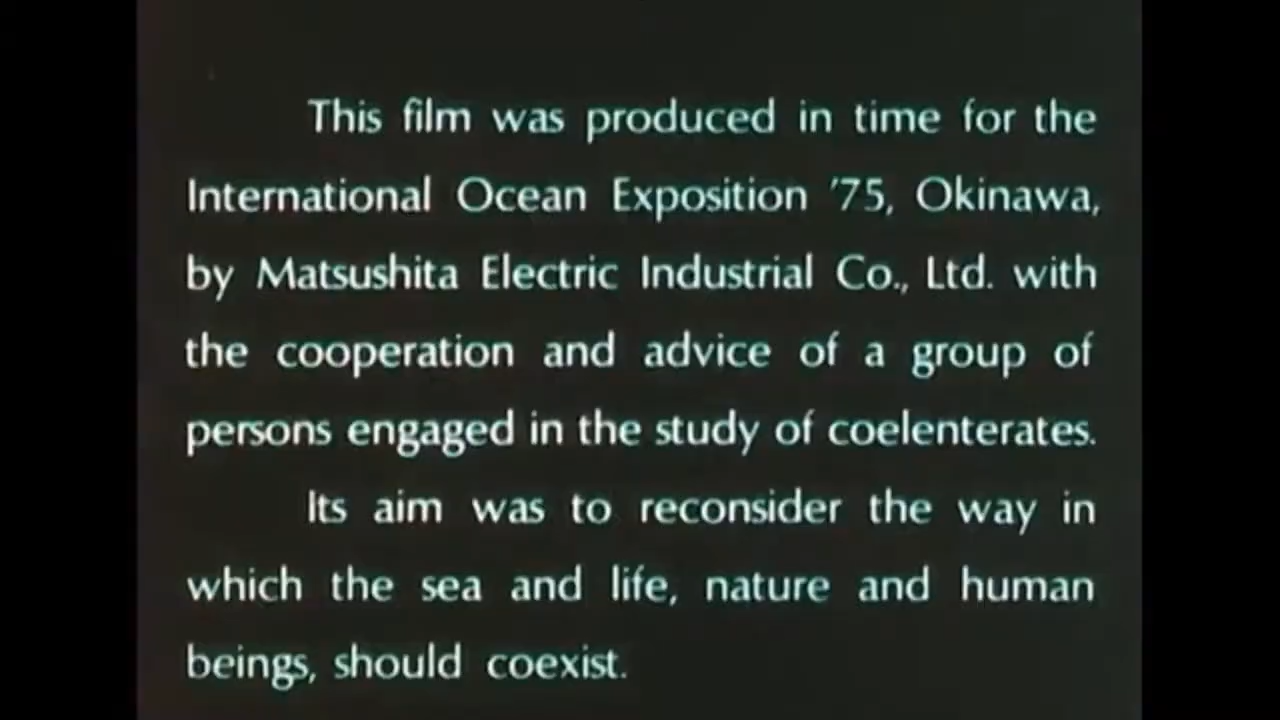 This film was produced in time for the
International Ocean Exposition '75, Okinawa,
by Matsushita Electric Industrial Co., Ltd. with
the cooperation and advice of a group of
persons engaged in the study of coelenterates.
Its aim was to reconsider the way in
which the sea and life, nature and human
beings, should coexist.